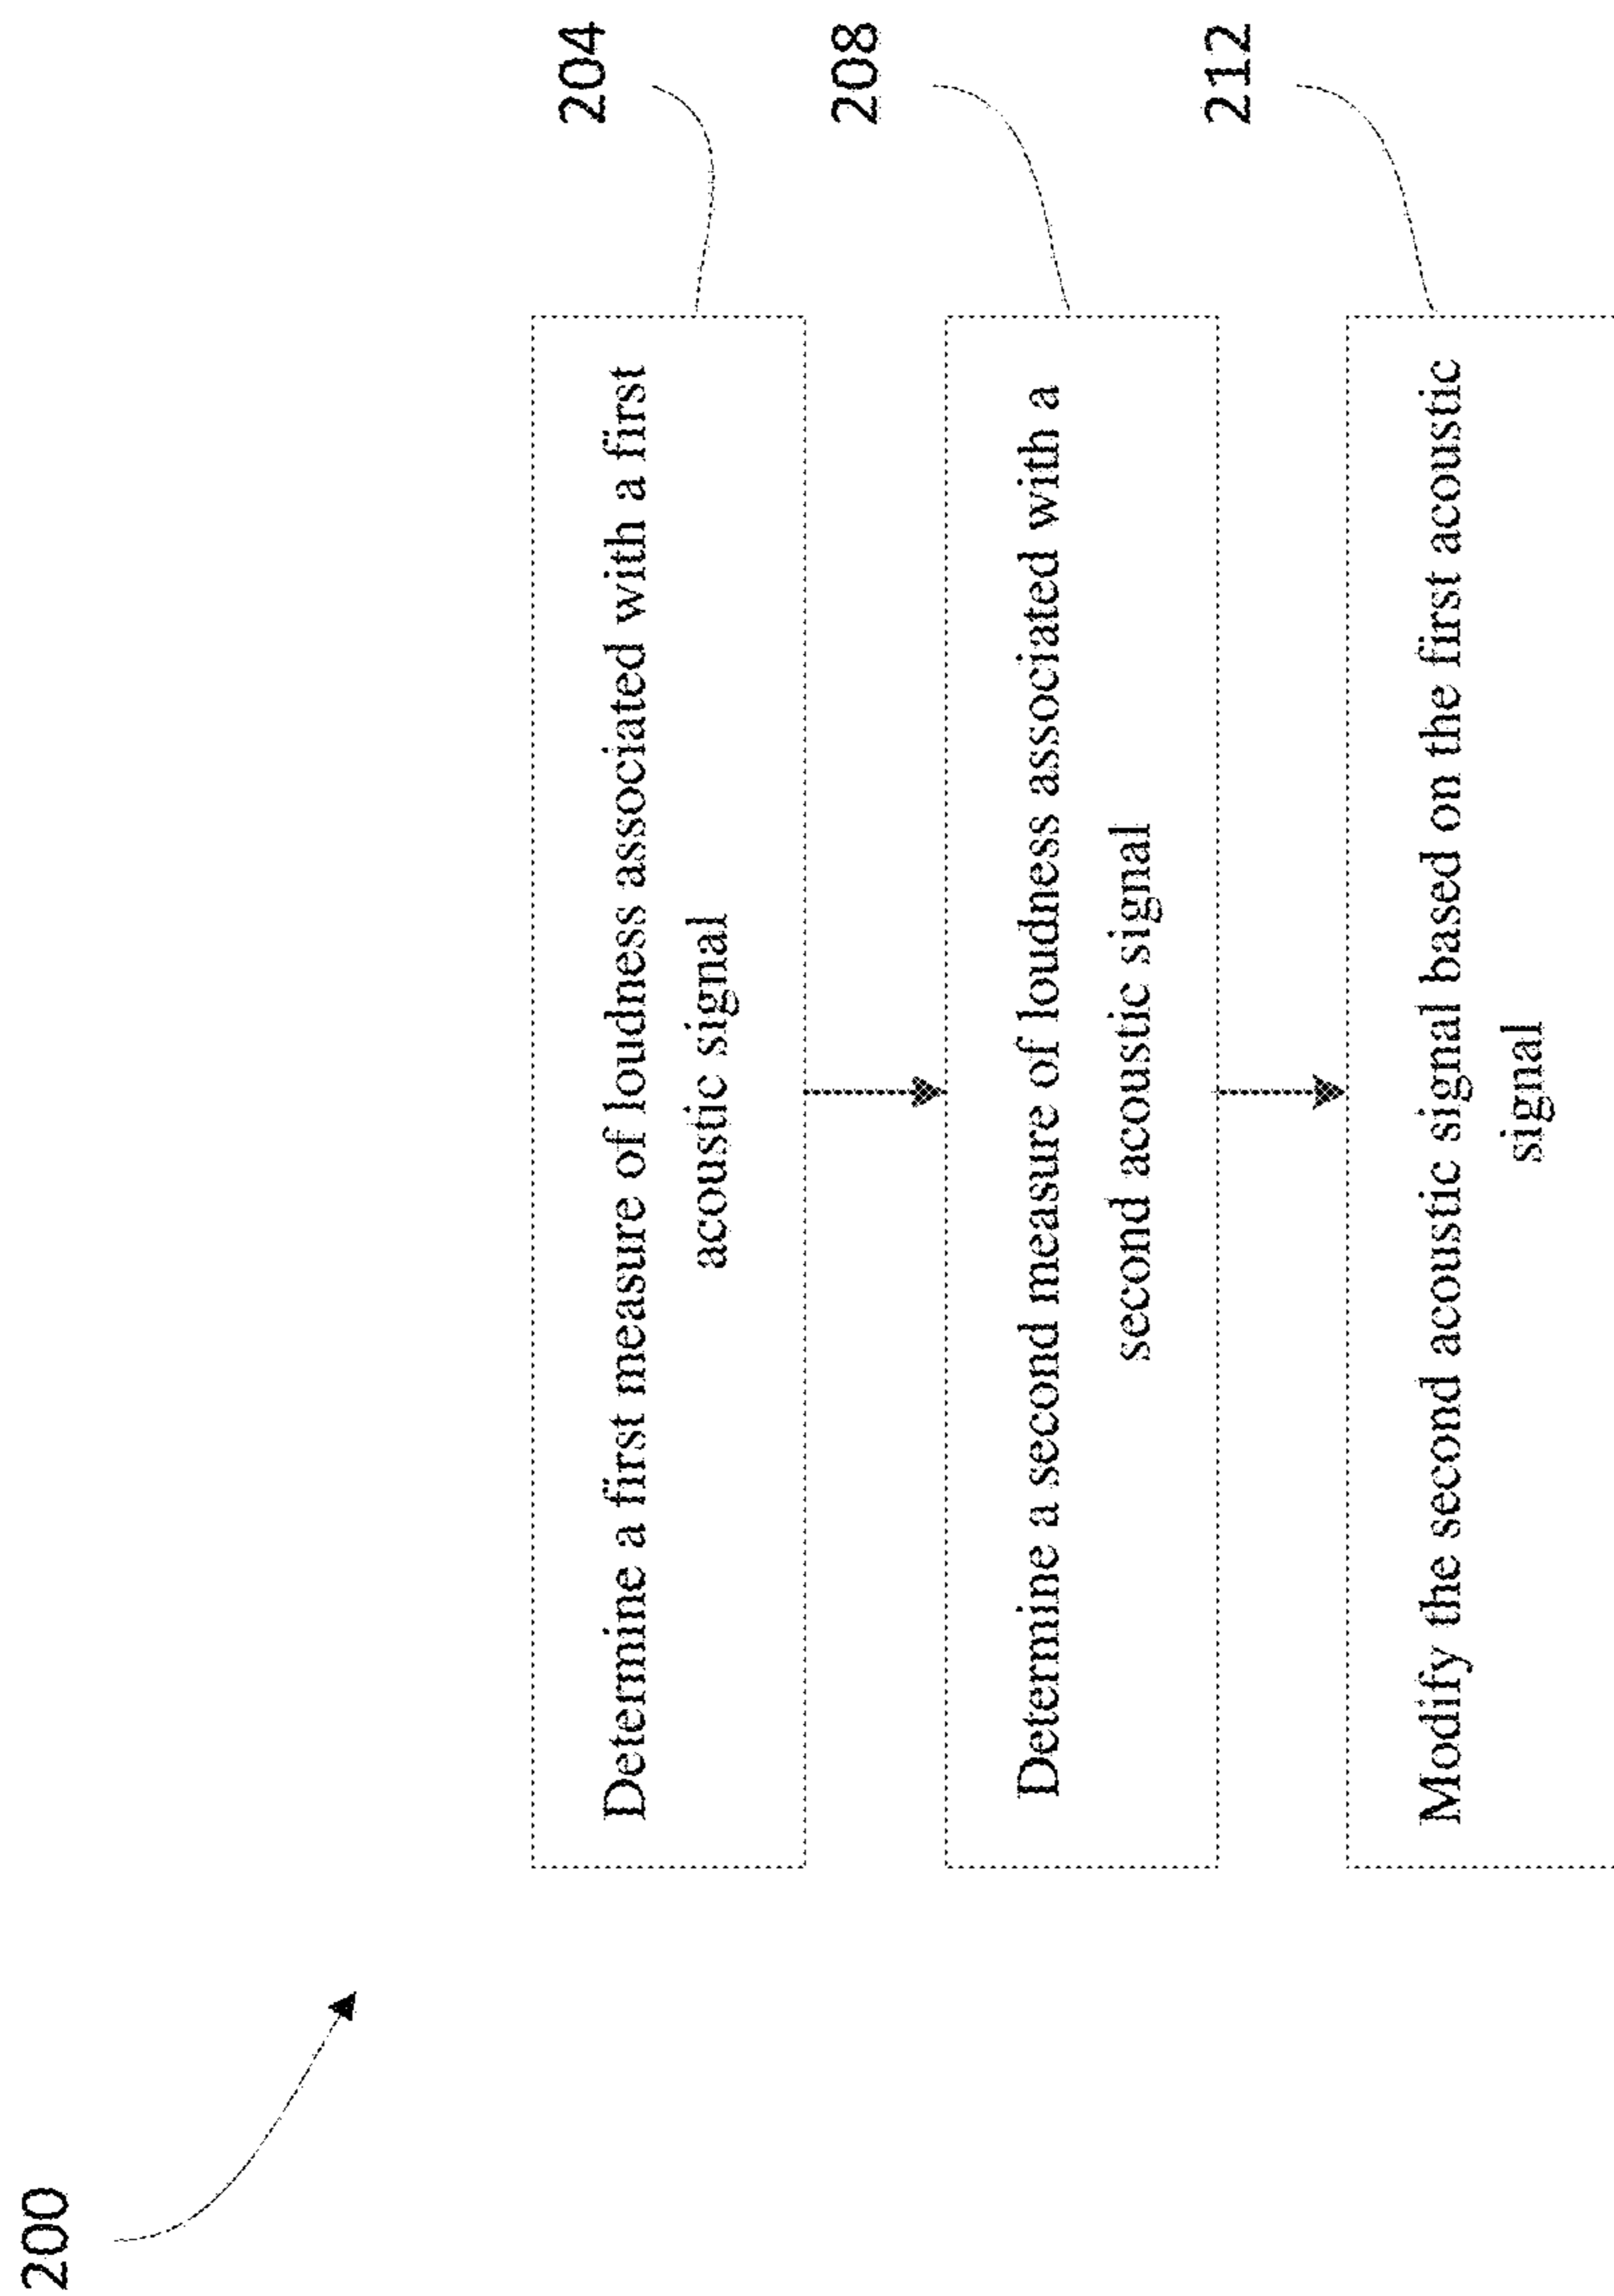 200
204
Determine a first measure of loudness associated with a first
acoustic signal
208
Determine a second measure of loudness associated with a
second acoustic signal
212
Modify the second acoustic signal based on the first acoustic
signal